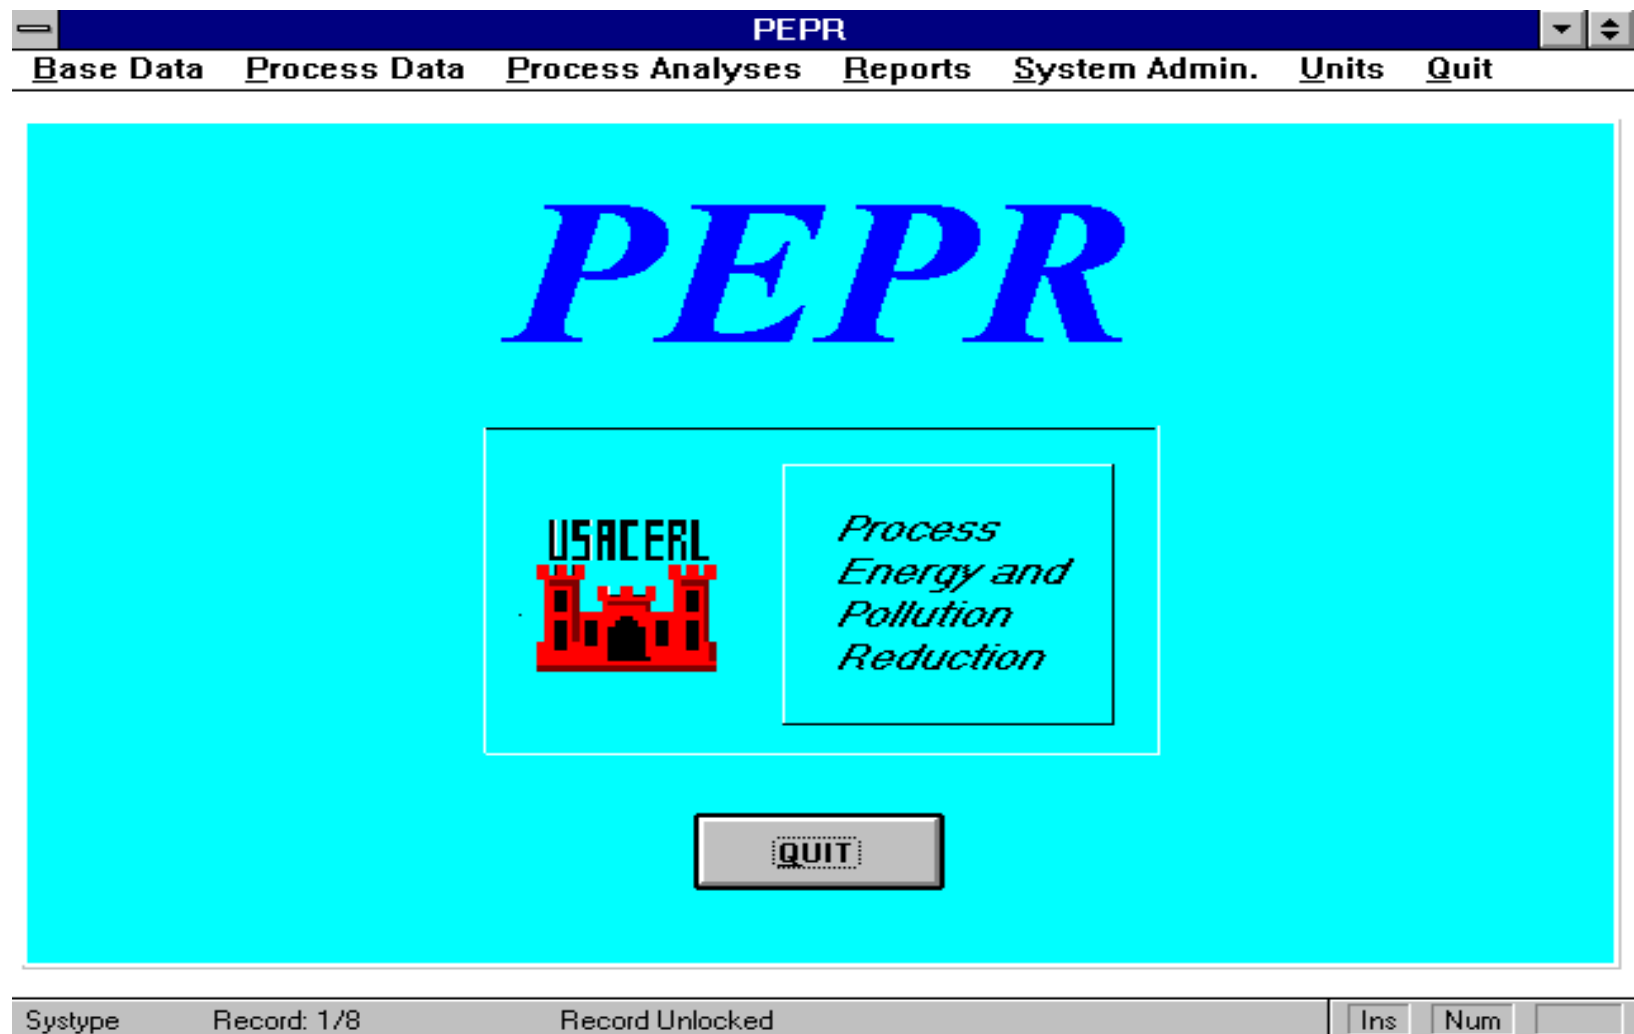 PEPR
Base Data Process Data Process Analyses Reports System Admin. Units Quit
PEPR
USACERL
Process
Energy and
Pollution
Reduction
QUIT
Systype Record: 1/8 Record Unlocked Ins Num